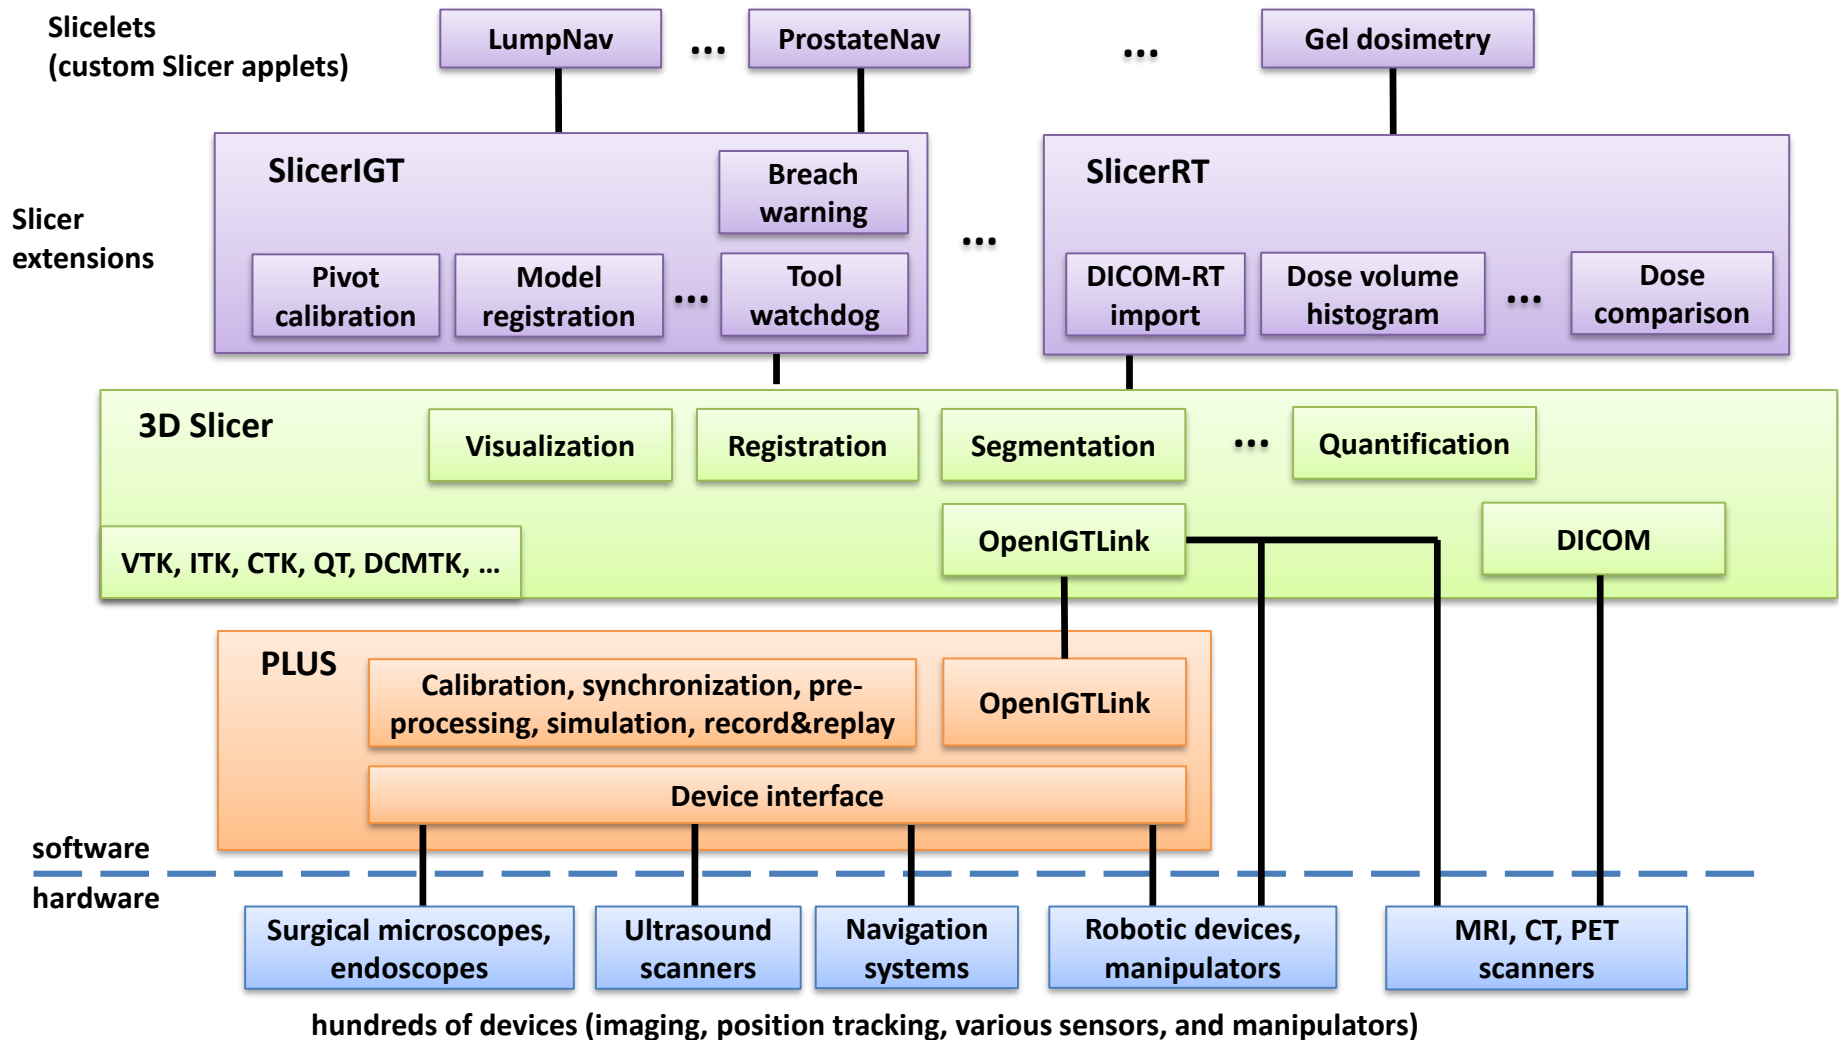 Slicelets
(custom Slicer applets)
LumpNav
...
ProstateNav
...
Gel dosimetry
Slicer
extensions
SlicerIGT
Breach
warning
Pivot
calibration
Model
registration
...
Tool
watchdog
...
SlicerRT
DICOM-RT
import
Dose volume
histogram
...
Dose
comparison
3D Slicer
Visualization
Registration
Segmentation
...
Quantification
VTK, ITK, CTK, QT, DCMTK, ...
OpenIGTLink
DICOM
PLUS
Calibration, synchronization, pre-
processing, simulation, record&replay
OpenIGTLink
Device interface
software
hardware
Surgical microscopes,
endoscopes
Ultrasound
scanners
Navigation
systems
Robotic devices,
manipulators
MRI, CT, PET
scanners
hundreds of devices (imaging, position tracking, various sensors, and manipulators)